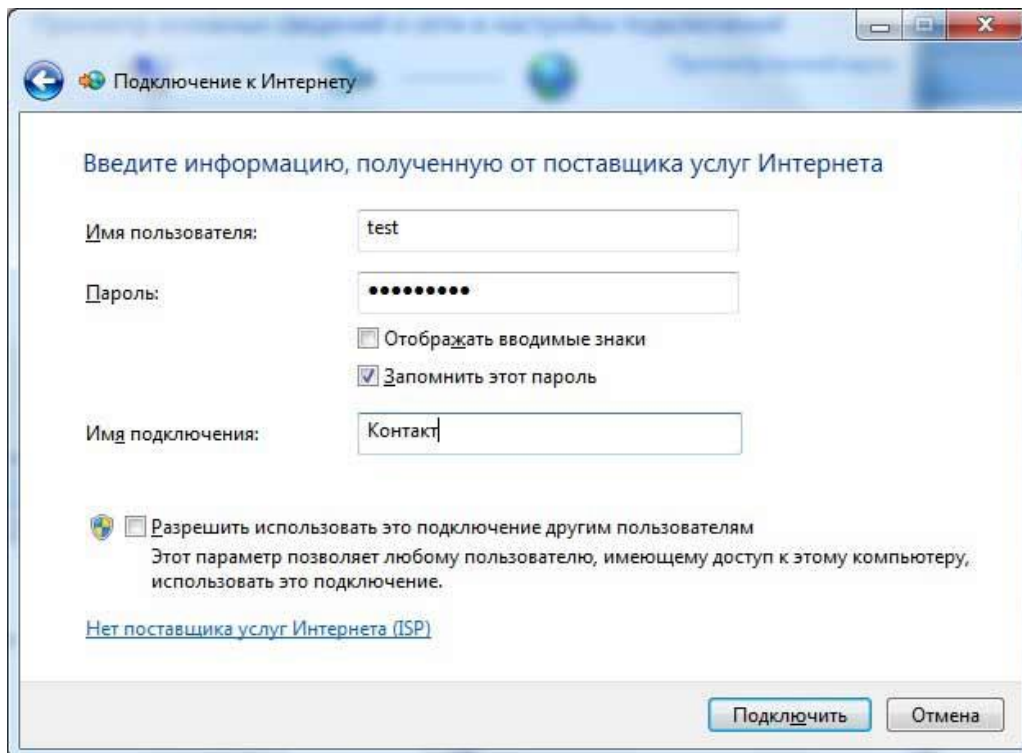 Подключение к Интернету
Введите информацию, полученную от поставщика услуг Интернета
Имя пользователя:
test
Пароль:
•••••••••
Отображать вводимые знаки
Запомнить этот пароль
Имя подключения:
Контакт
Разрешить использовать это подключение другим пользователям
Этот параметр позволяет любому пользователю, имеющему доступ к этому компьютеру,
использовать это подключение.
Нет поставщика услуг Интернета (ISP)
Подключить
Отмена